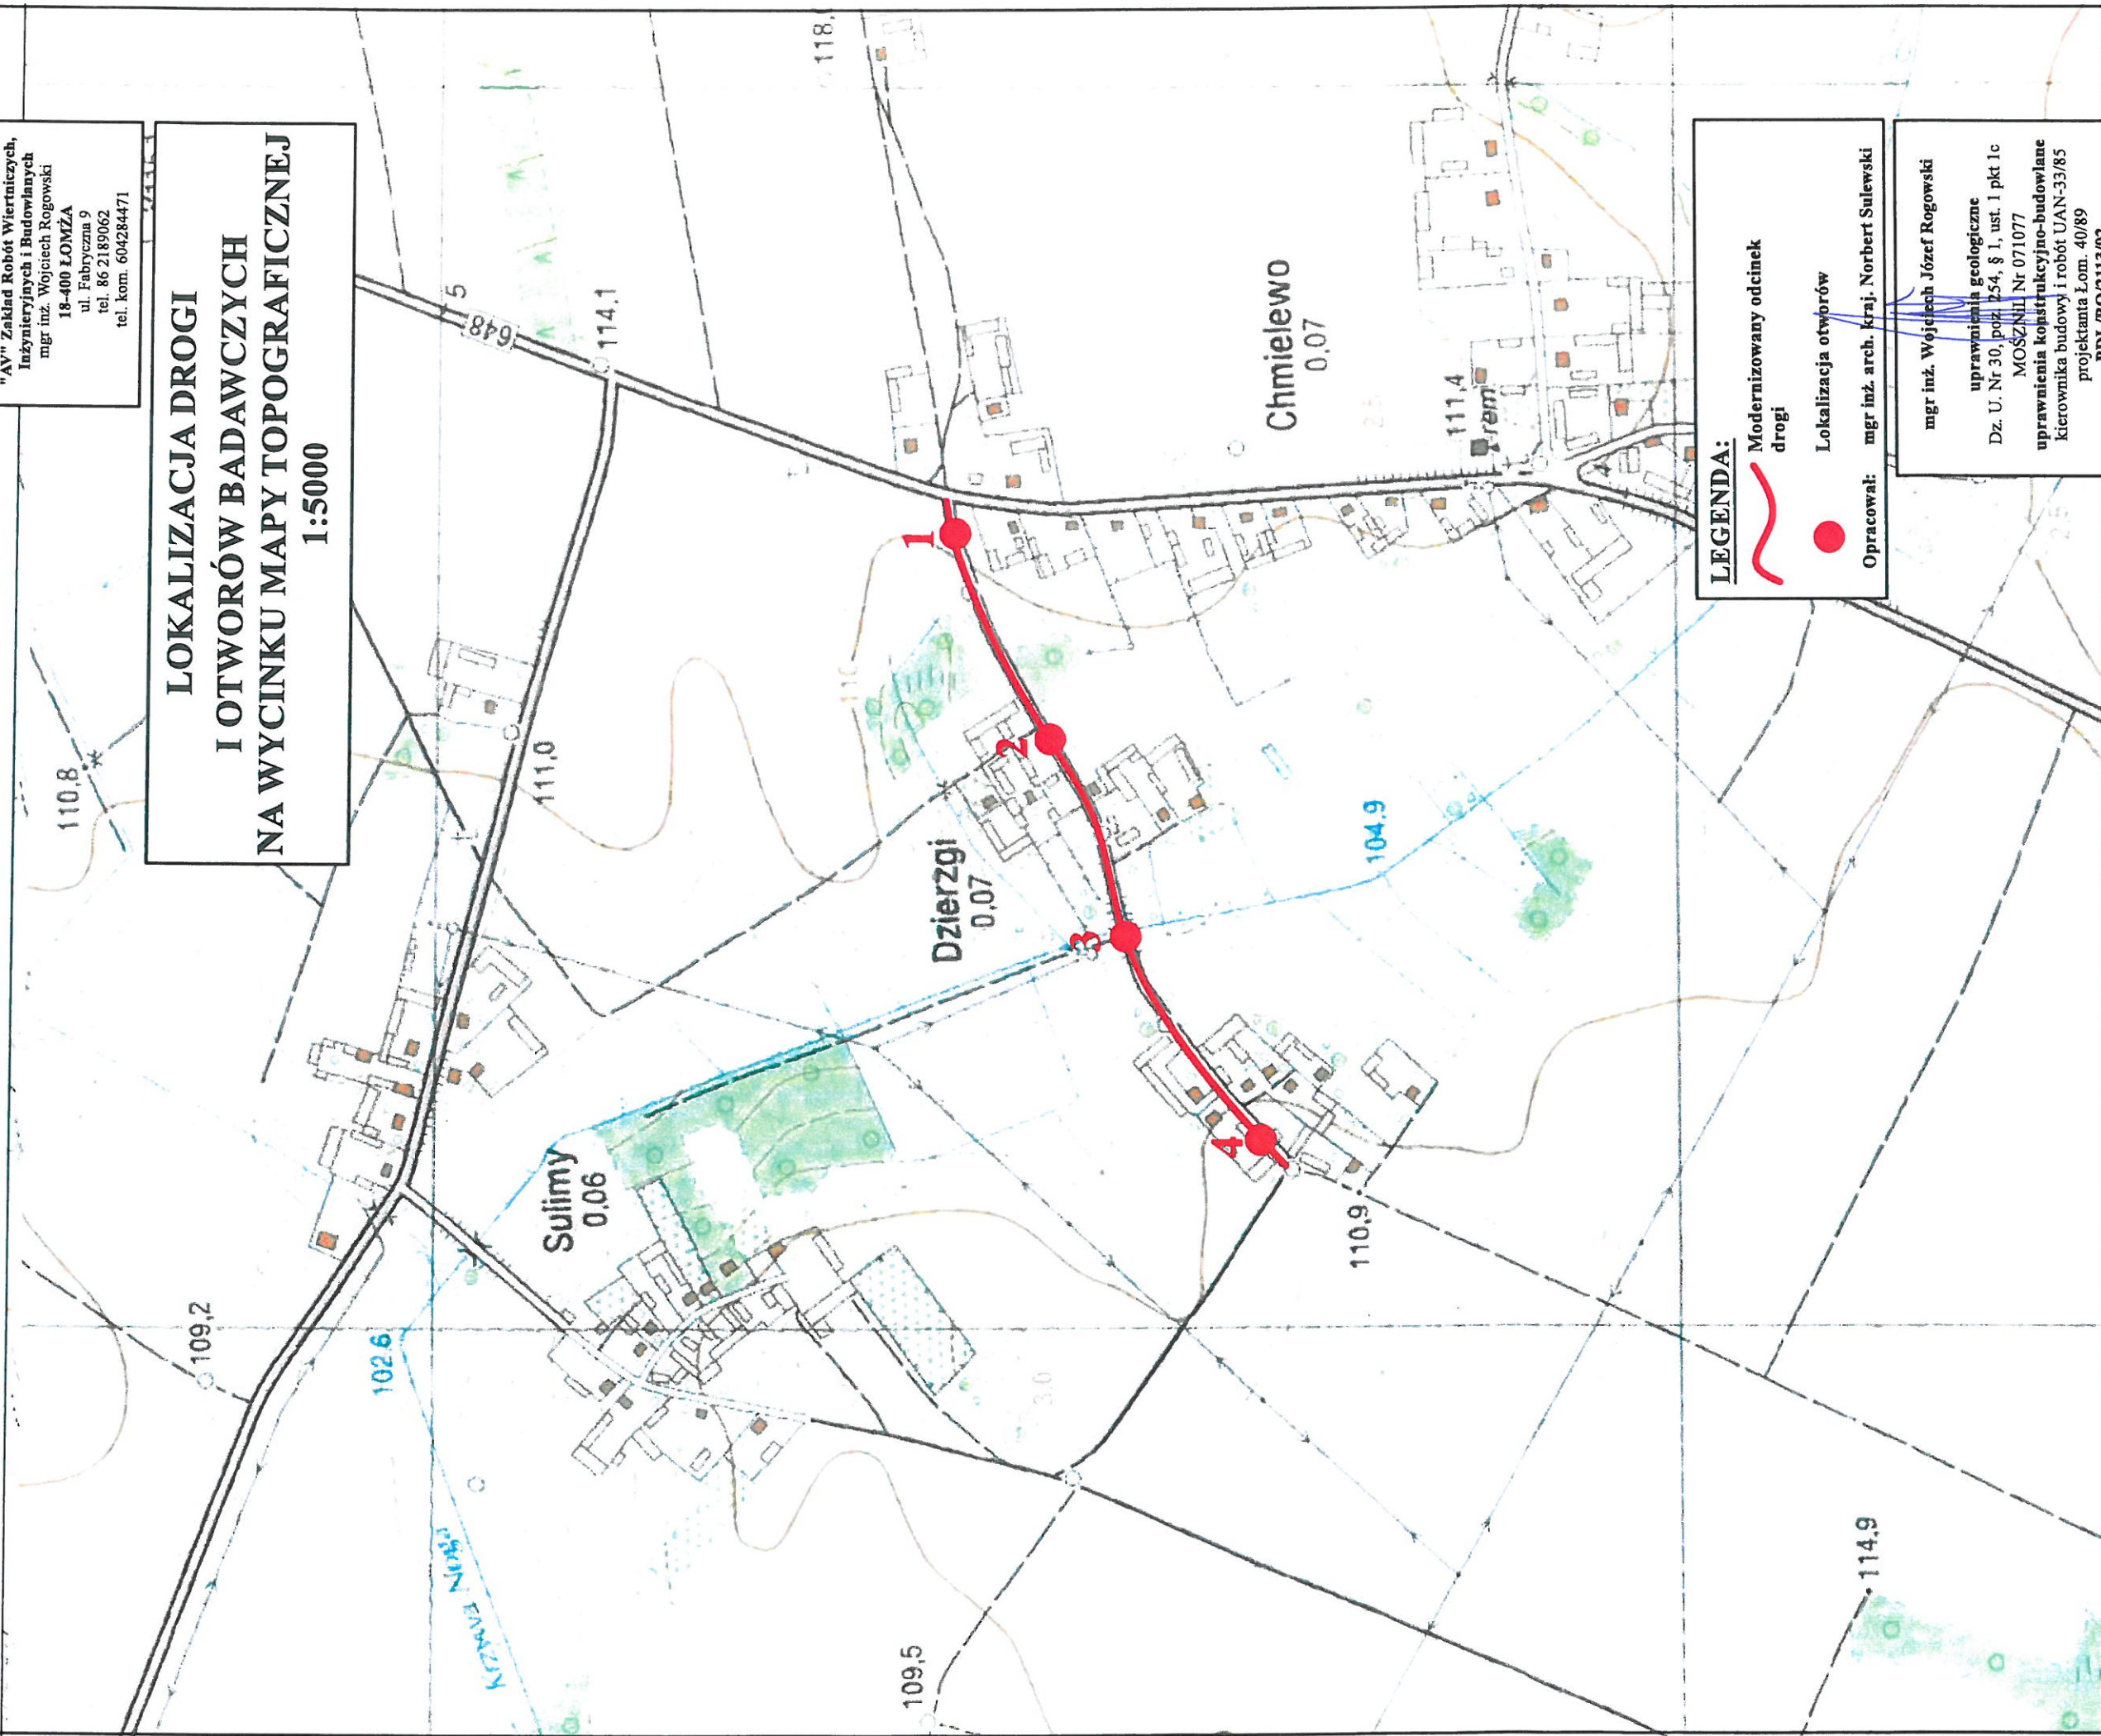 "AV" Zakład Robót Wiertniczych,
Inżynieryjnych i Budowlanych
mgr inż. Wojciech Rogowski
18-400 ŁOMŻA
ul. Fabryczna 9
tel. 86 2189062
tel. kom. 604284471
LOKALIZACJA DROGI
I OTWORÓW BADAWCZYCH
NA WYCINKU MAPY TOPOGRAFICZNEJ
1:5000
110,8
109,2
102,6
648
5
114,1
111,0
118,
110
Sulimy
0,06
Dzierzgi
0,07
Chmielewo
0,07
1
2
3
4
104,9
110,9
111,4
rem
109,5
114,9
LEGENDA:
Modernizowany odcinek
drogi
Lokalizacja otworów
Opracował: mgr inż. arch. kraj. Norbert Sulewski
mgr inż. Wojciech Józef Rogowski
uprawnienia geologiczne
Dz. U. Nr 30, poz. 254, § 1, ust. 1 pkt 1c
MOSZNIL Nr 071077
uprawnienia konstrukcyjno-budowlane
kierownika budowy i robót UAN-33/85
projektanta Łom. 40/89